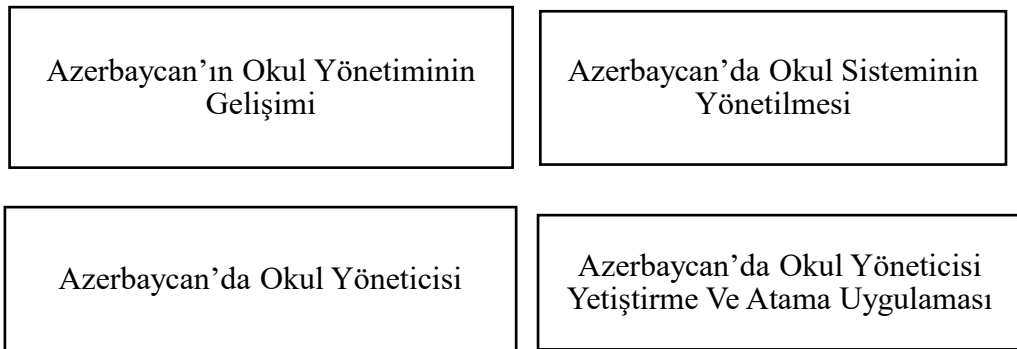 Azerbaycan’ın Okul Yönetiminin
Gelişimi
Azerbaycan’da Okul Sisteminin
Yönetilmesi
Azerbaycan’da Okul Yöneticisi
Azerbaycan’da Okul Yöneticisi
Yetiştirme Ve Atama Uygulaması